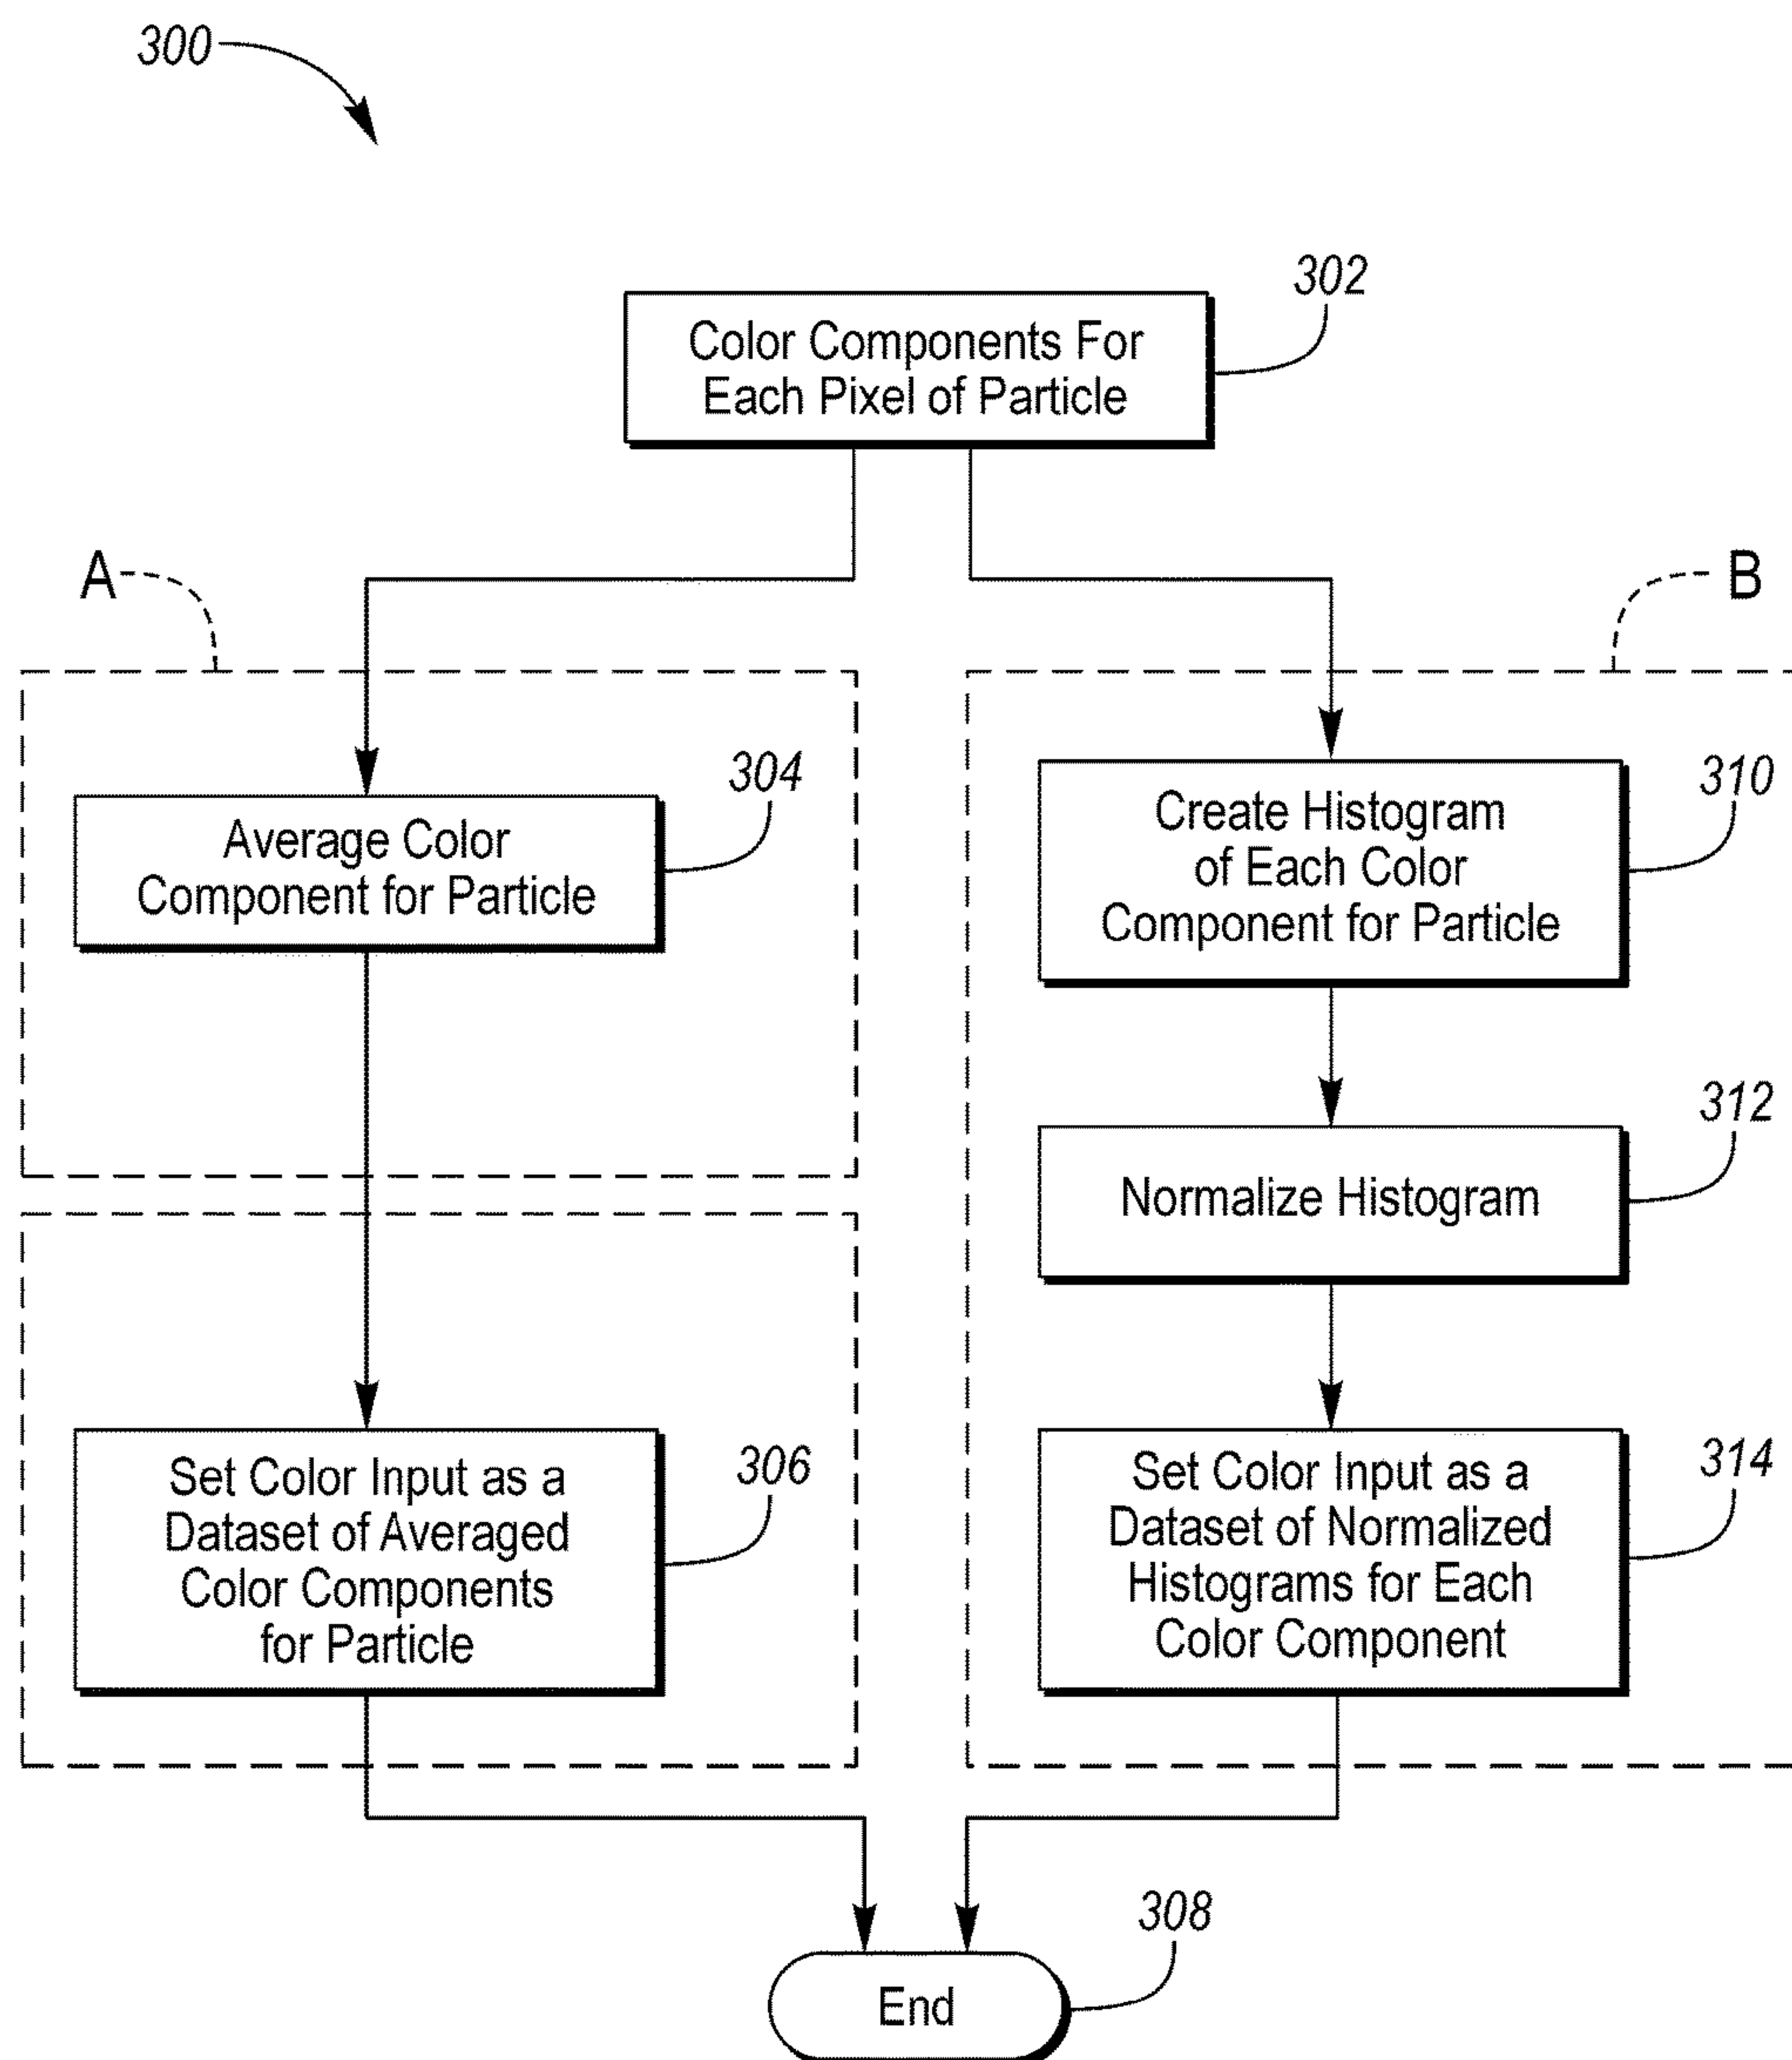 300
302
Color Components For
Each Pixel of Particle
A
B
304
Average Color
Component for Particle
310
Create Histogram
of Each Color
Component for Particle
312
Normalize Histogram
306
Set Color Input as a
Dataset of Averaged
Color Components
for Particle
314
Set Color Input as a
Dataset of Normalized
Histograms for Each
Color Component
308
End